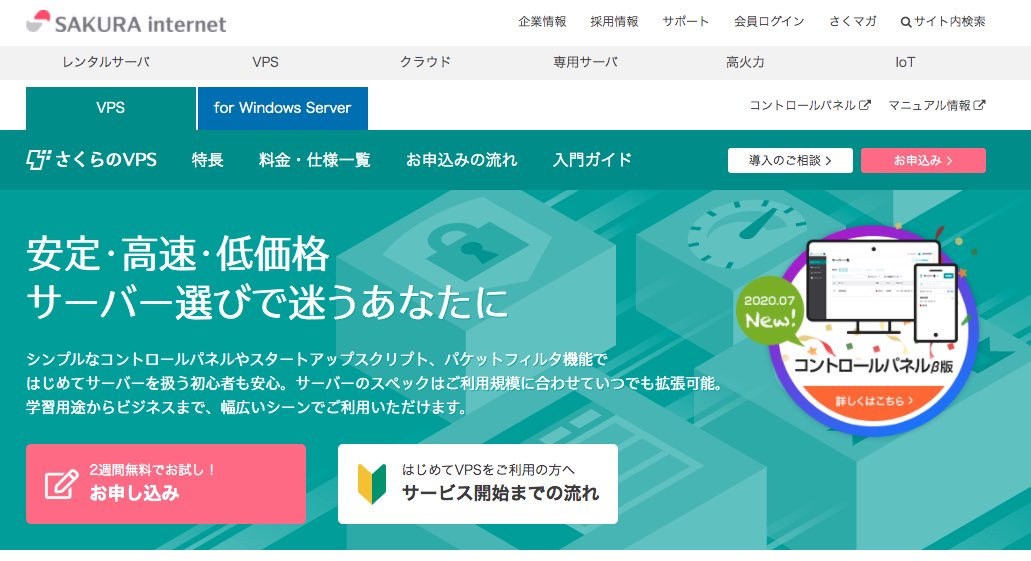 SAKURA internet
企業情報 採用情報 サポート 会員ログイン さくマガ サイト内検索
レンタルサーバ VPS クラウド 専用サーバ 高火力 IoT
VPS for Windows Server コントロールパネル マニュアル情報
さくらのVPS 特長 料金・仕様一覧 お申込みの流れ 入門ガイド 導入のご相談 お申込み
安定・高速・低価格
サーバー選びで迷うあなたに
シンプルなコントロールパネルやスタートアップスクリプト、パケットフィルタ機能で
はじめてサーバーを扱う初心者も安心。サーバーのスペックはご利用規模に合わせていつでも拡張可能。
学習用途からビジネスまで、幅広いシーンでご利用いただけます。
2020.07
New!
コントロールパネルβ版
詳しくはこちら
2週間無料でお試し！
お申し込み
はじめてVPSをご利用の方へ
サービス開始までの流れ